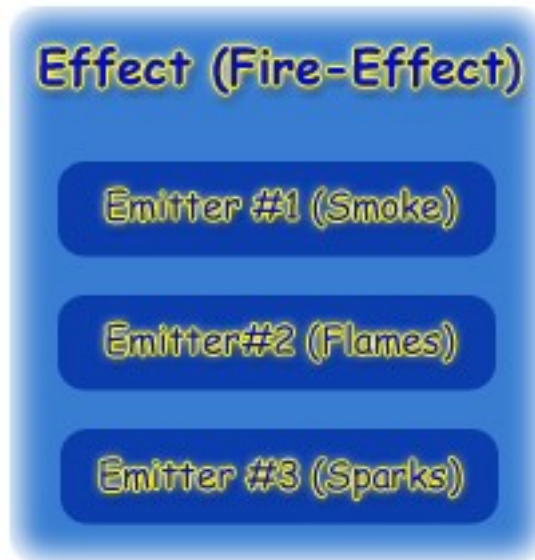 Effect (Fire-Effect)
Emitter #1 (Smoke)
Emitter#2 (Flames)
Emitter #3 (Sparks)